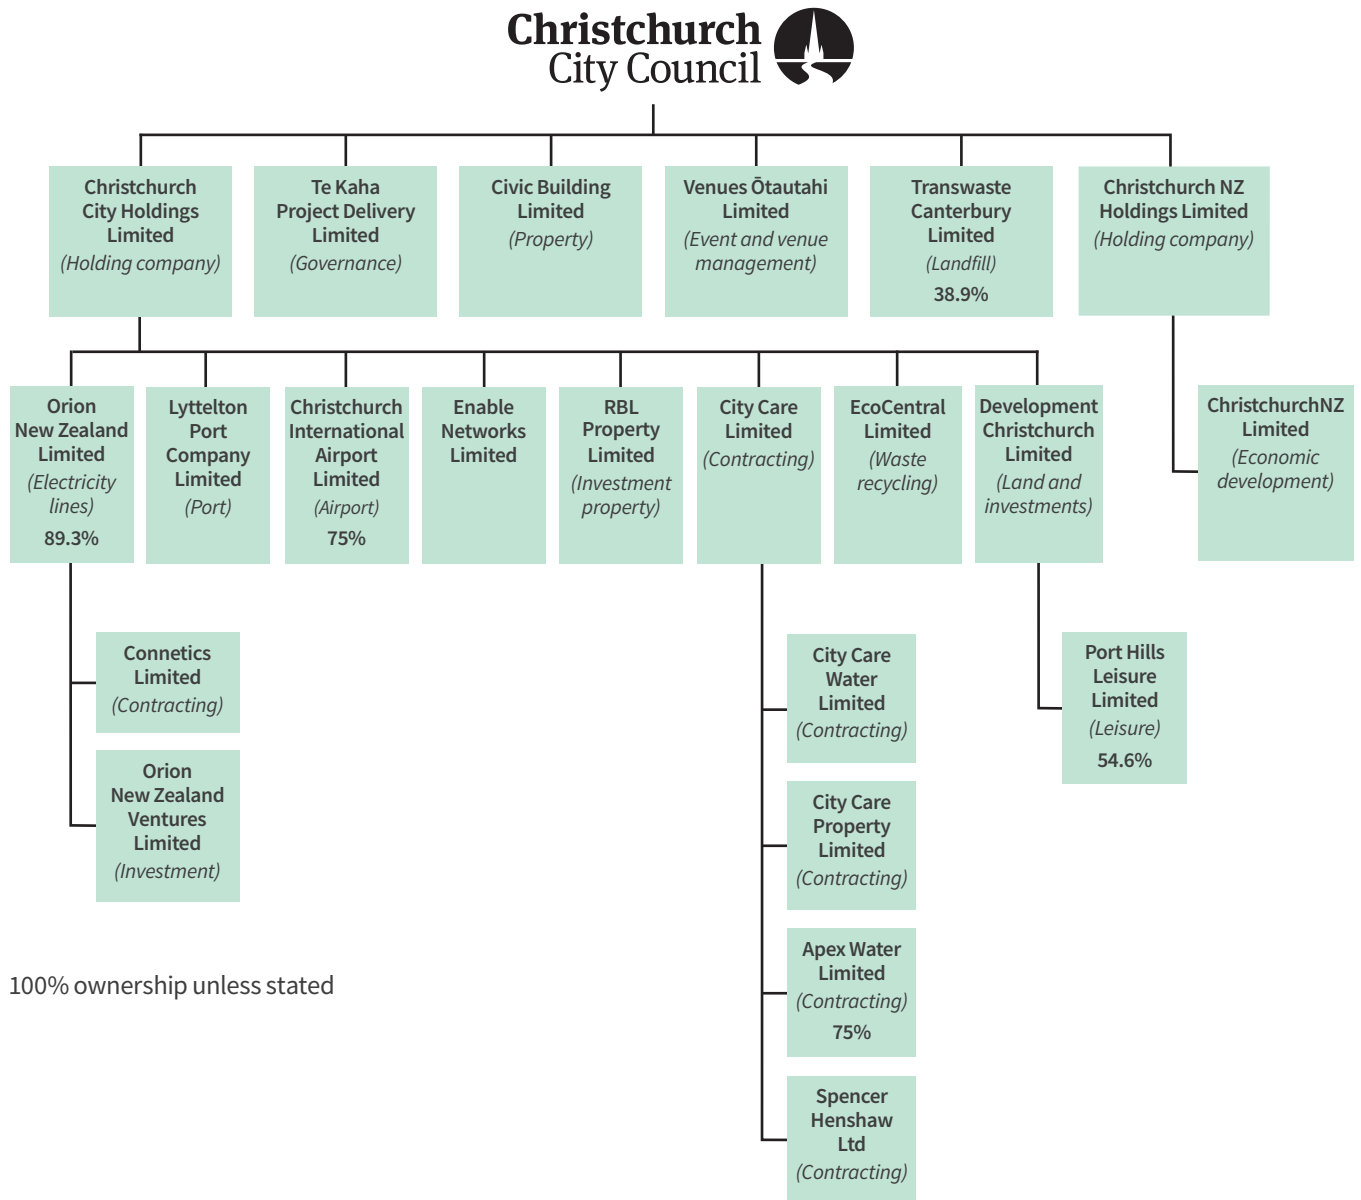 Christchurch
City Council
Christchurch
City Holdings
Limited
(Holding company)
Te Kaha
Project Delivery
Limited
(Governance)
Civic Building
Limited
(Property)
Venues Ōtautahi
Limited
(Event and venue
management)
Transwaste
Canterbury
Limited
(Landfill)
38.9%
Christchurch NZ
Holdings Limited
(Holding company)
Orion
New Zealand
Limited
(Electricity
lines)
89.3%
Lyttelton
Port
Company
Limited
(Port)
Christchurch
International
Airport
Limited
(Airport)
75%
Enable
Networks
Limited
RBL
Property
Limited
(Investment
property)
City Care
Limited
(Contracting)
EcoCentral
Limited
(Waste
recycling)
Development
Christchurch
Limited
(Land and
investments)
ChristchurchNZ
Limited
(Economic
development)
Connetics
Limited
(Contracting)
Orion
New Zealand
Ventures
Limited
(Investment)
City Care
Water
Limited
(Contracting)
City Care
Property
Limited
(Contracting)
Apex Water
Limited
(Contracting)
75%
Spencer
Henshaw
Ltd
(Contracting)
Port Hills
Leisure
Limited
(Leisure)
54.6%
100% ownership unless stated